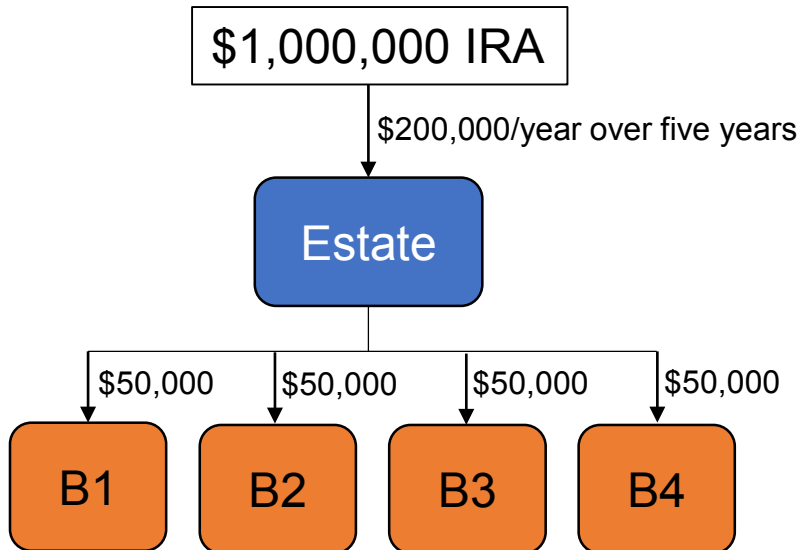 $1,000,000 IRA
$200,000/year over five years
Estate
$50,000
$50,000
$50,000
$50,000
B1
B2
B3
B4